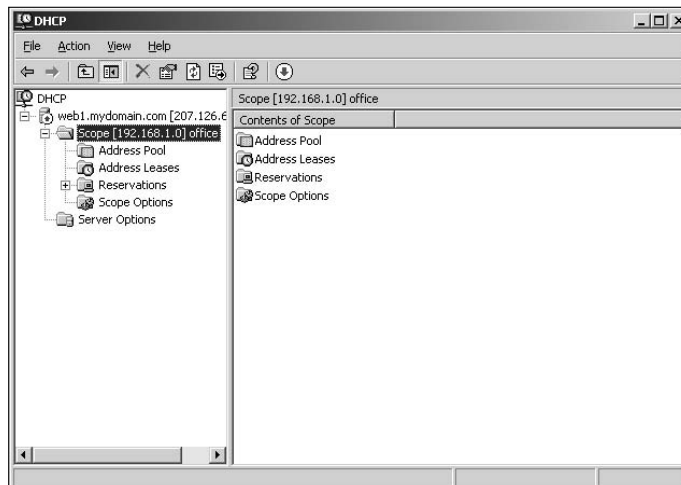 DHCP
File Action View Help
DHCP
web1.mydomain.com [207.126.6
Scope [192.168.1.0] office
Address Pool
Address Leases
Reservations
Scope Options
Server Options
Scope [192.168.1.0] office
Contents of Scope
Address Pool
Address Leases
Reservations
Scope Options